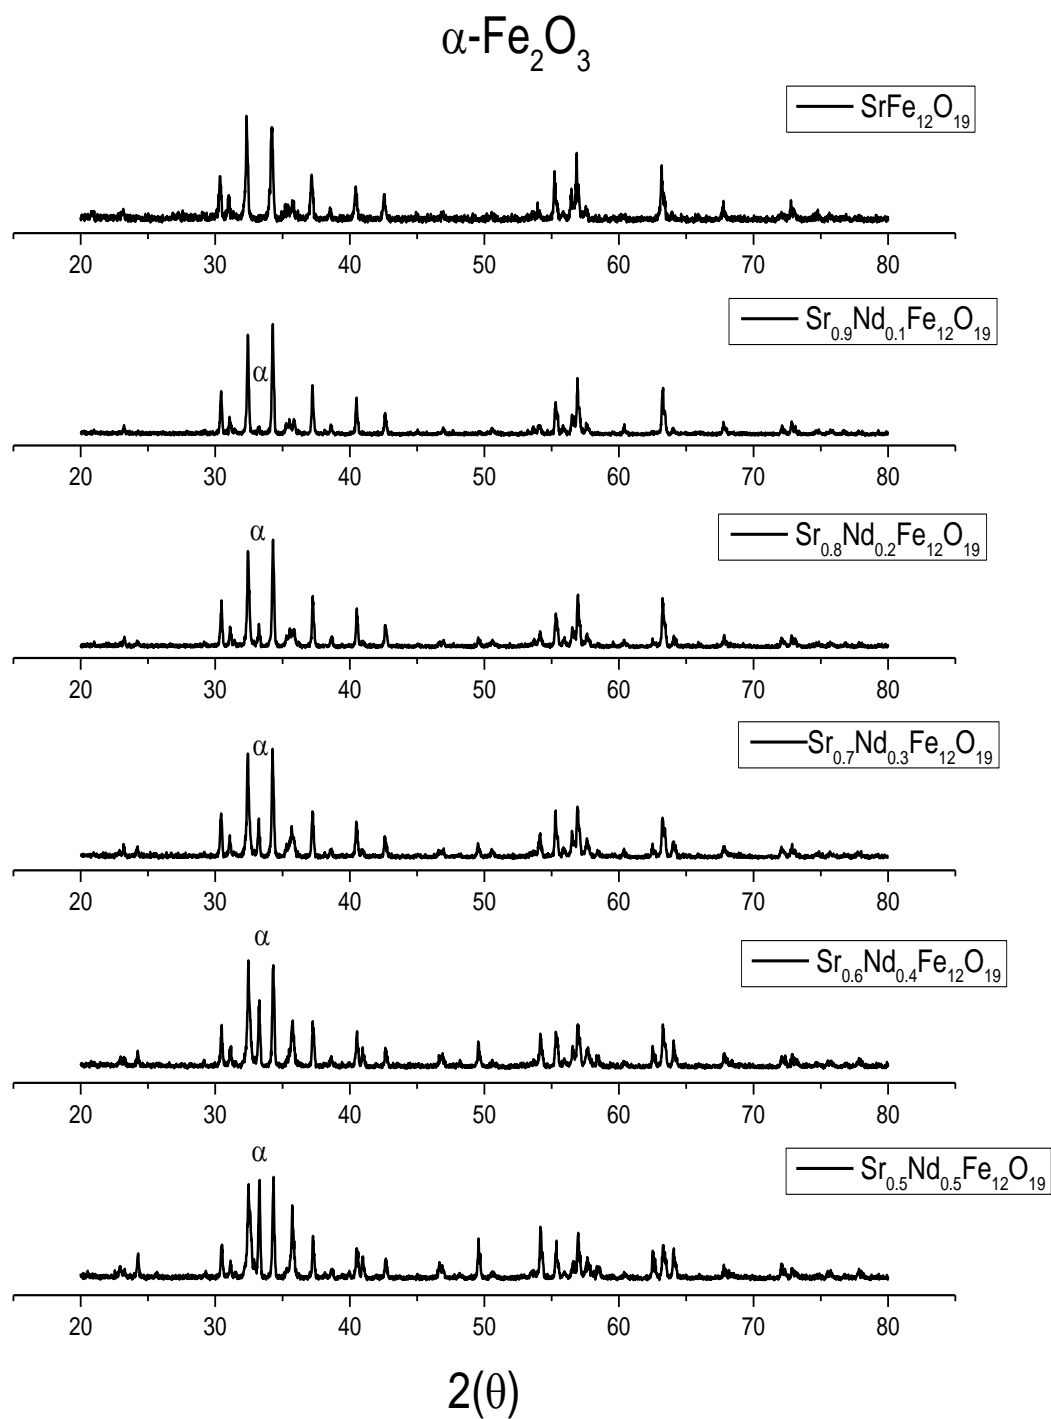 α-Fe₂O₃
SrFe₁₂O₁₉
20 30 40 50 60 70 80
Sr₀.₉Nd₀.₁Fe₁₂O₁₉
α
20 30 40 50 60 70 80
Sr₀.₈Nd₀.₂Fe₁₂O₁₉
α
20 30 40 50 60 70 80
Sr₀.₇Nd₀.₃Fe₁₂O₁₉
α
20 30 40 50 60 70 80
α
Sr₀.₆Nd₀.₄Fe₁₂O₁₉
20 30 40 50 60 70 80
α
Sr₀.₅Nd₀.₅Fe₁₂O₁₉
20 30 40 50 60 70 80
2(θ)